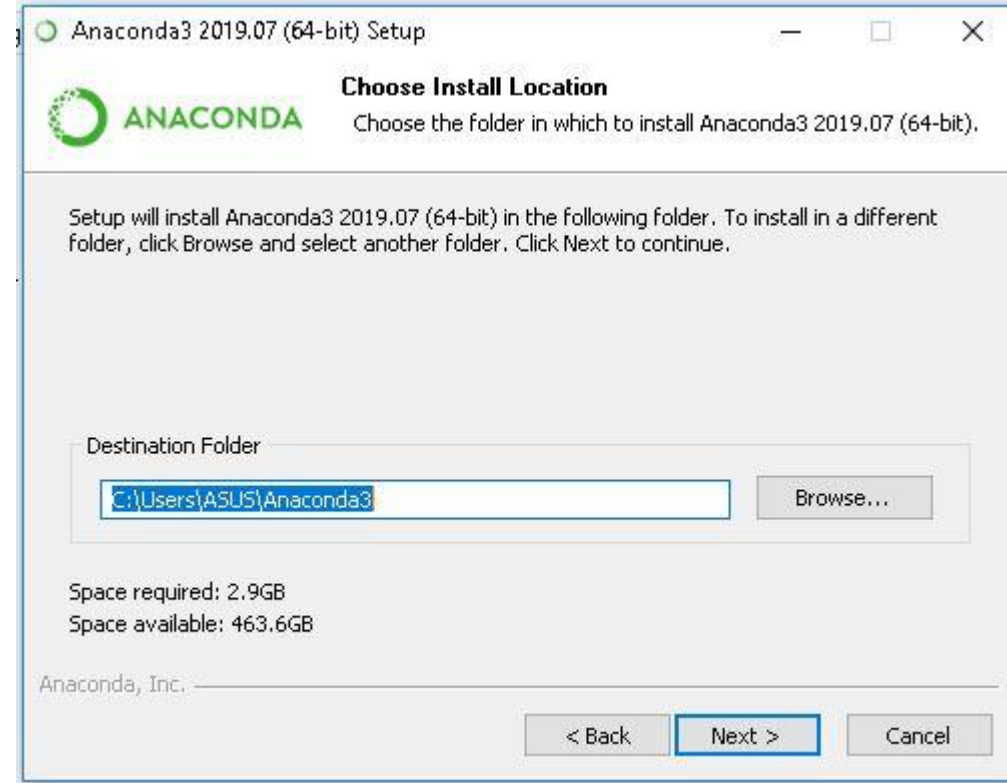 Anaconda3 2019.07 (64-bit) Setup
ANACONDA
Choose Install Location
Choose the folder in which to install Anaconda3 2019.07 (64-bit).
Setup will install Anaconda3 2019.07 (64-bit) in the following folder. To install in a different
folder, click Browse and select another folder. Click Next to continue.
Destination Folder
C:\Users\ASUS\Anaconda3
Browse...
Space required: 2.9GB
Space available: 463.6GB
Anaconda, Inc.
< Back
Next >
Cancel